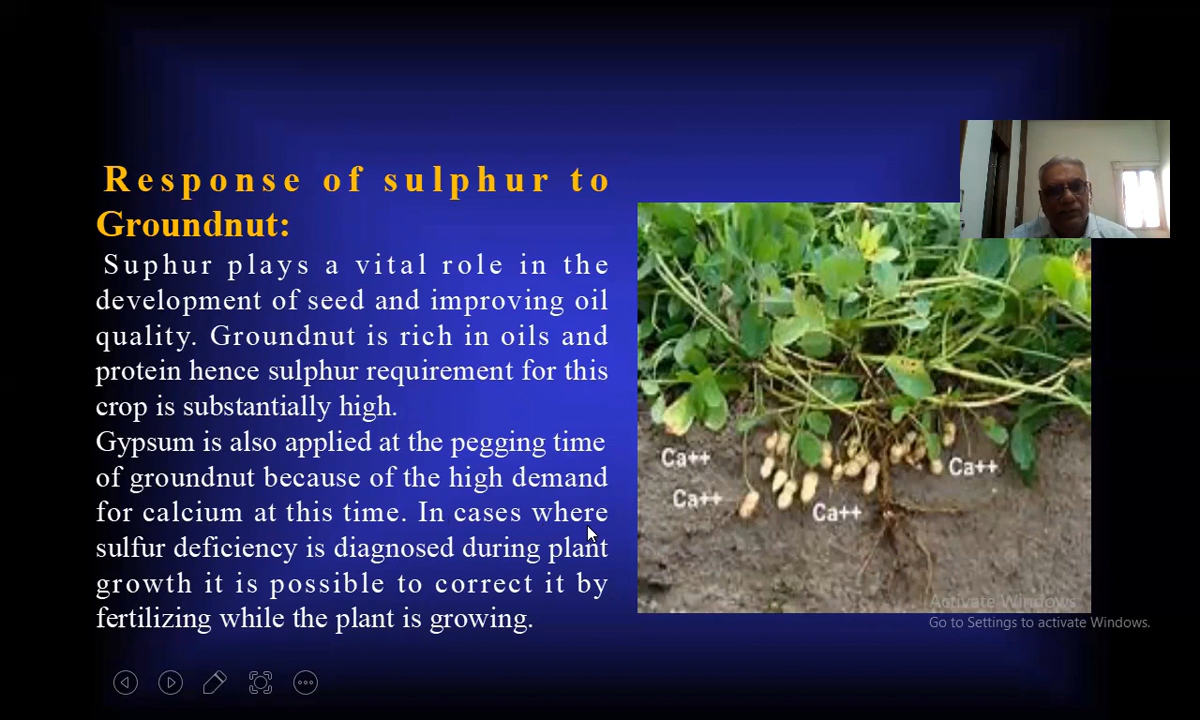 Response of sulphur to
Groundnut:
Suphur plays a vital role in the
development of seed and improving oil
quality. Groundnut is rich in oils and
protein hence sulphur requirement for this
crop is substantially high.
Gypsum is also applied at the pegging time
of groundnut because of the high demand
for calcium at this time. In cases where
sulfur deficiency is diagnosed during plant
growth it is possible to correct it by
fertilizing while the plant is growing.
Ca++
Ca++
Ca++
Ca++
Activate Windows
Go to Settings to activate Windows.